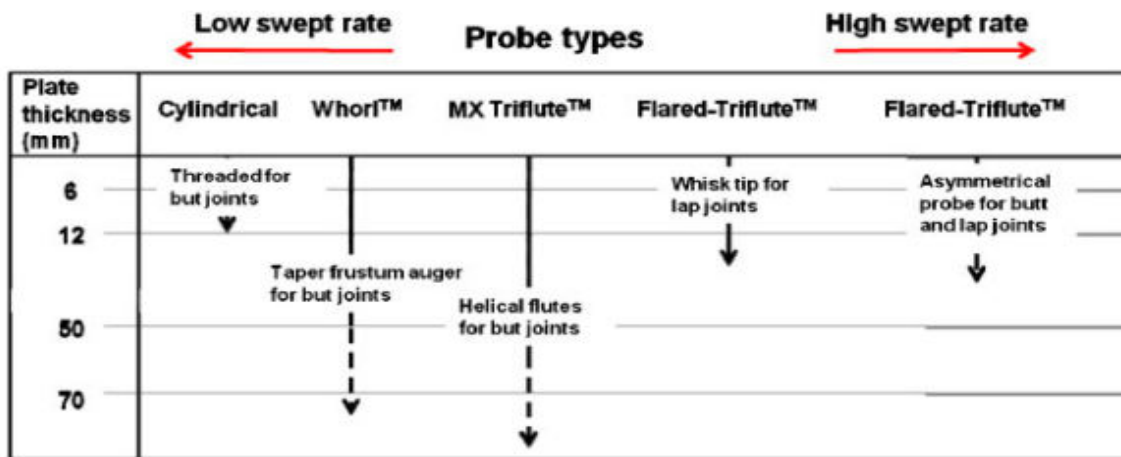 Low swept rate
Probe types
High swept rate
Plate
thickness
(mm)
Cylindrical
Whorl™
MX Triflute™
Flared-Triflute™
Flared-Triflute™
6
12
50
70
Threaded for
but joints
Taper frustum auger
for but joints
Helical flutes
for but joints
Whisk tip for
lap joints
Asymmetrical
probe for butt
and lap joints